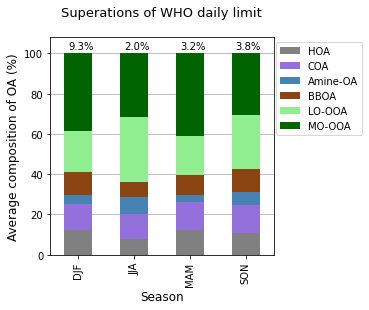 Superations of WHO daily limit
9.3% 2.0% 3.2% 3.8%
100
80
60
40
20
0
Average composition of OA (%)
DJF JJA MAM SON
Season
HOA
COA
Amine-OA
BBOA
LO-OOA
MO-OOA